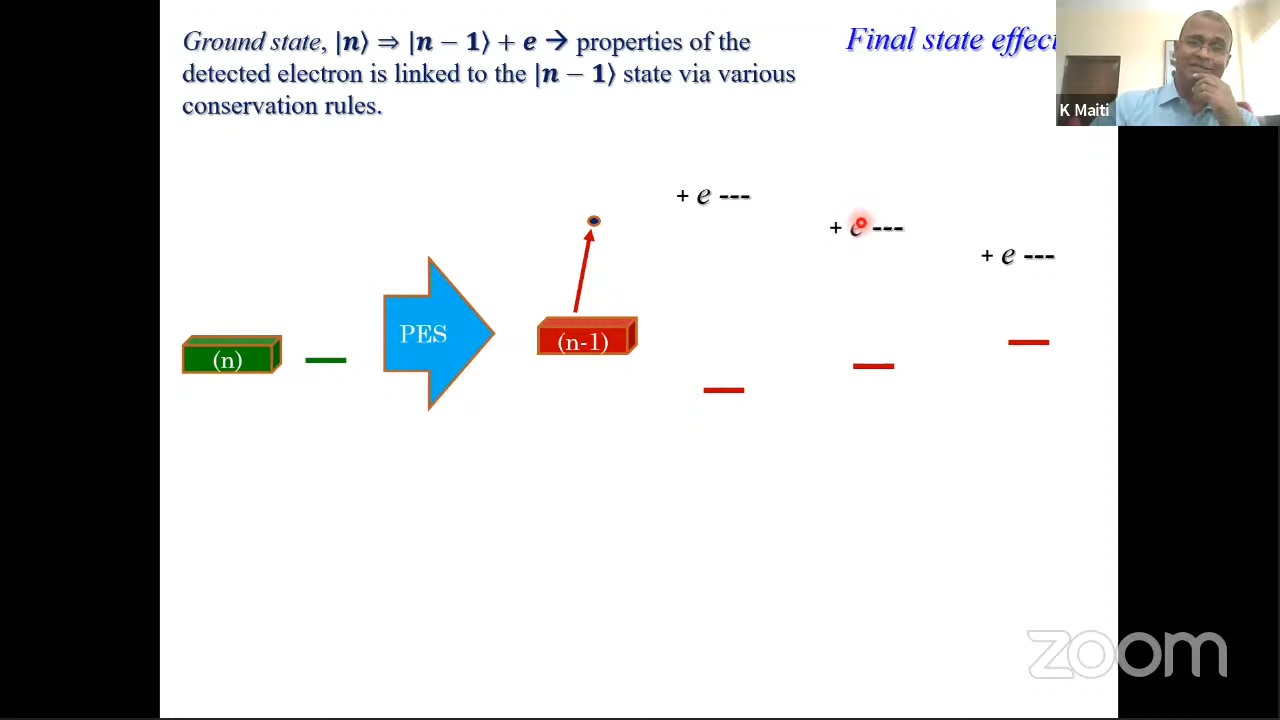 Ground state, |n⟩ ⇒ |n − 1⟩ + e → properties of the
detected electron is linked to the |n − 1⟩ state via various
conservation rules.
Final state effect
K Maiti
+ e ---
+ e ---
+ e ---
PES
(n)
(n-1)
zoom